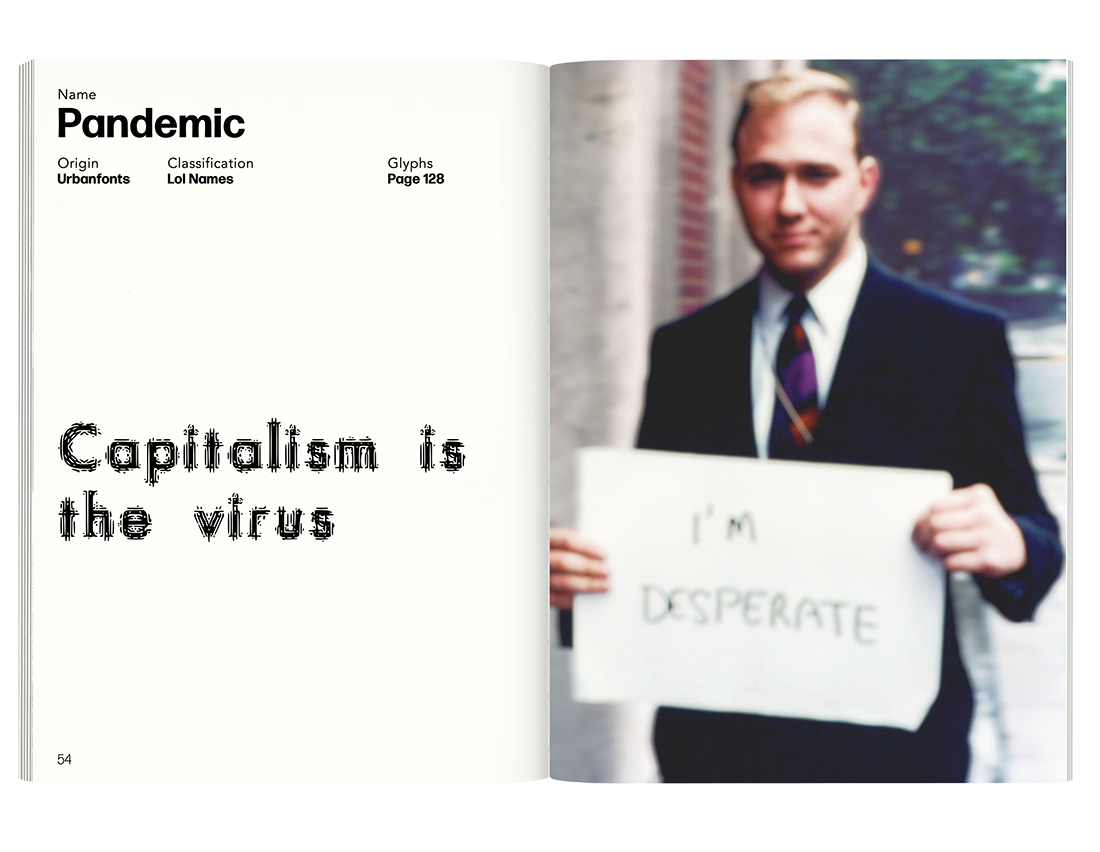 Name
Pandemic
Origin Classification Glyphs
Urbanfonts Lol Names Page 128
Capitalism is
the virus
54
I'M
DESPERATE